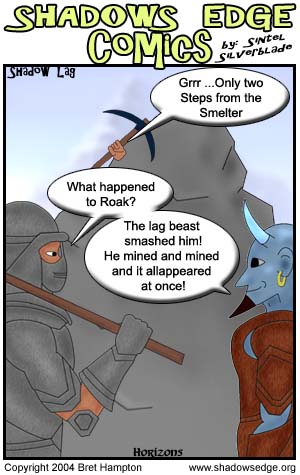 SHADOWS EDGE
COMICS
by: SINTEL
SILVERBLADE
Shadow Lag
Grrr ...Only two
Steps from the
Smelter
What happened
to Roak?
The lag beast
smashed him!
He mined and mined
and it allappeared
at once!
Horizons
Copyright 2004 Bret Hampton
www.shadowsedge.org